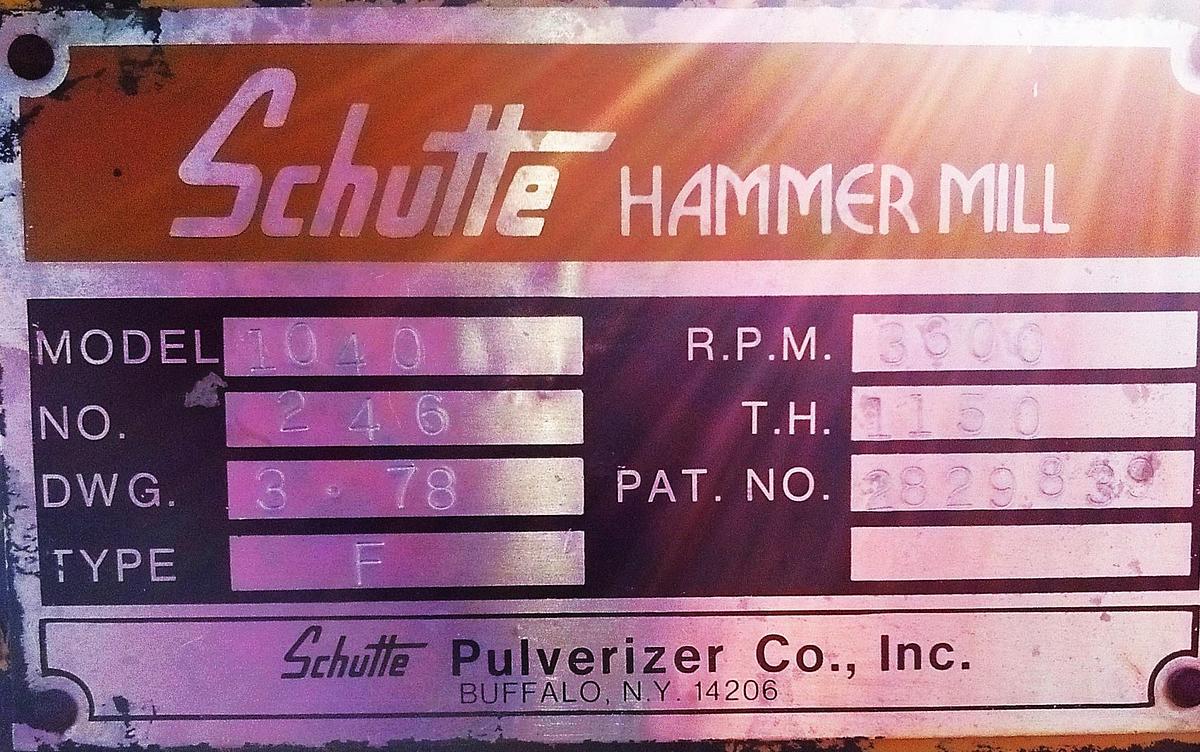 Schutte HAMMER MILL
MODEL 1040 R.P.M. 3600
NO. 246 T.H. 1150
DWG. 3-78 PAT. NO. 2829839
TYPE F
Schutte Pulverizer Co., Inc.
BUFFALO, N.Y. 14206